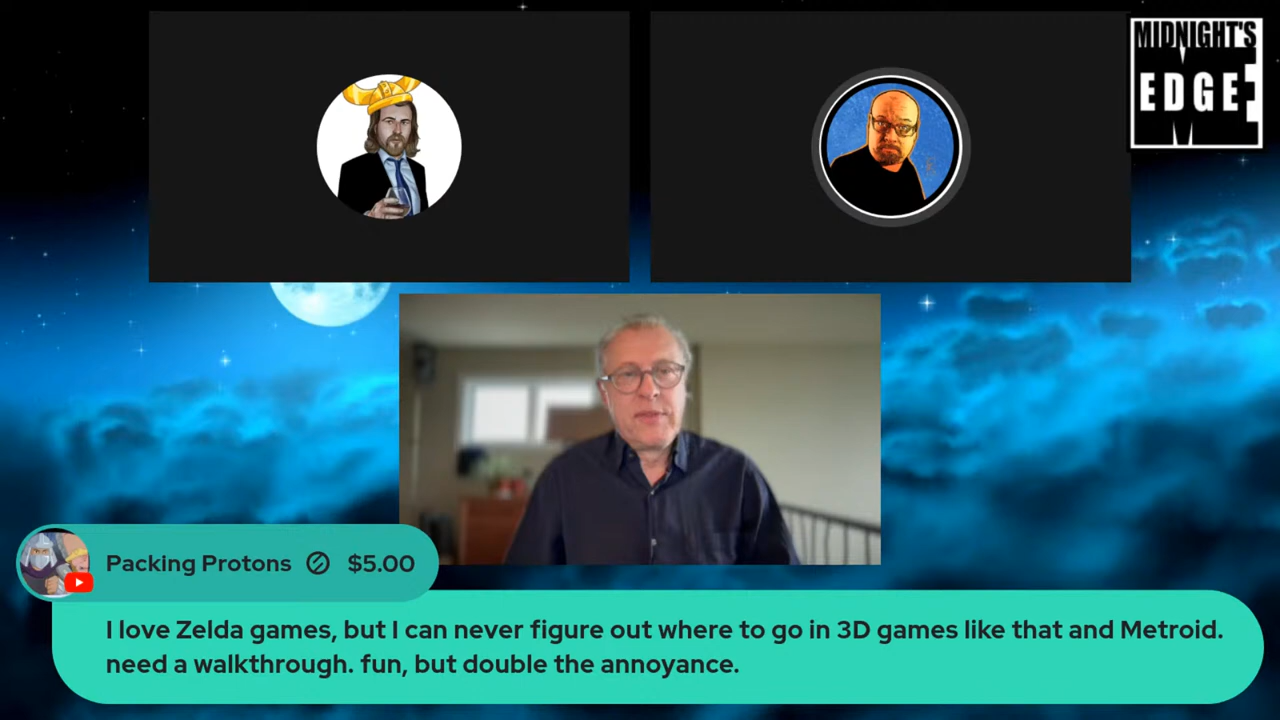 MIDNIGHT'S
EDGE
Packing Protons $5.00
I love Zelda games, but I can never figure out where to go in 3D games like that and Metroid.
need a walkthrough. fun, but double the annoyance.